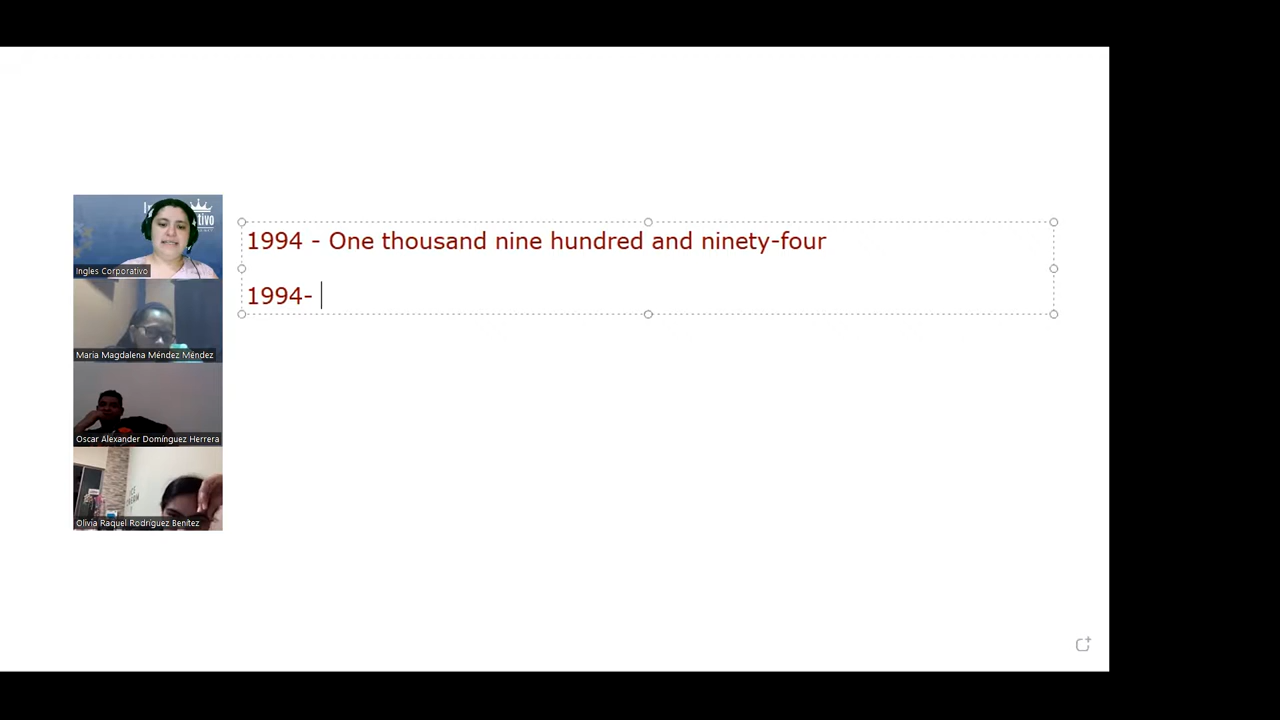 1994 - One thousand nine hundred and ninety-four
1994-
Ingles Corporativo
Maria Magdalena Méndez Méndez
Oscar Alexander Domínguez Herrera
Olivia Raquel Rodríguez Benítez